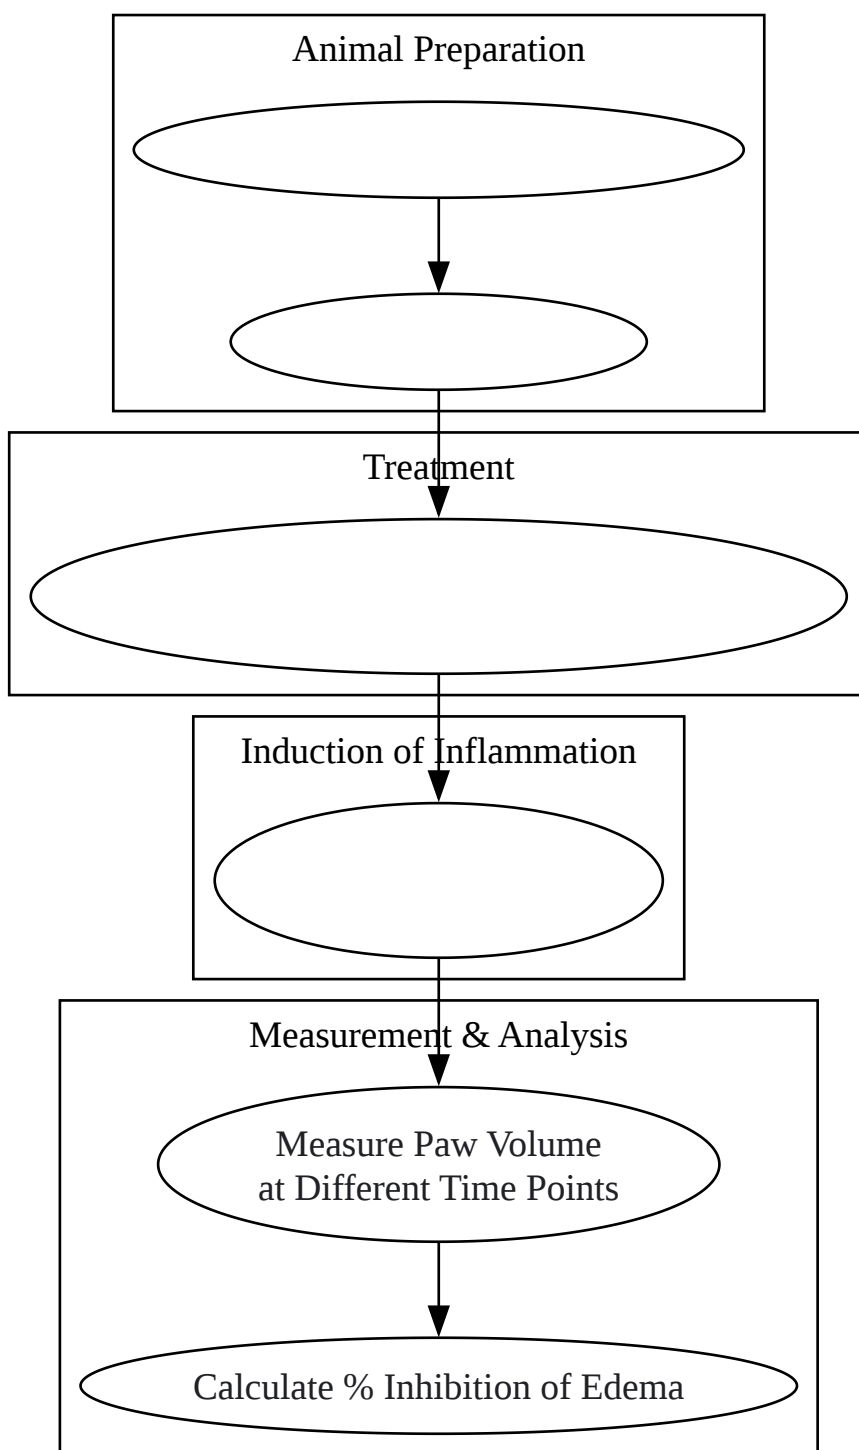 Animal Preparation
Treatment
Induction of Inflammation
Measurement & Analysis
Measure Paw Volume
at Different Time Points
Calculate % Inhibition of Edema